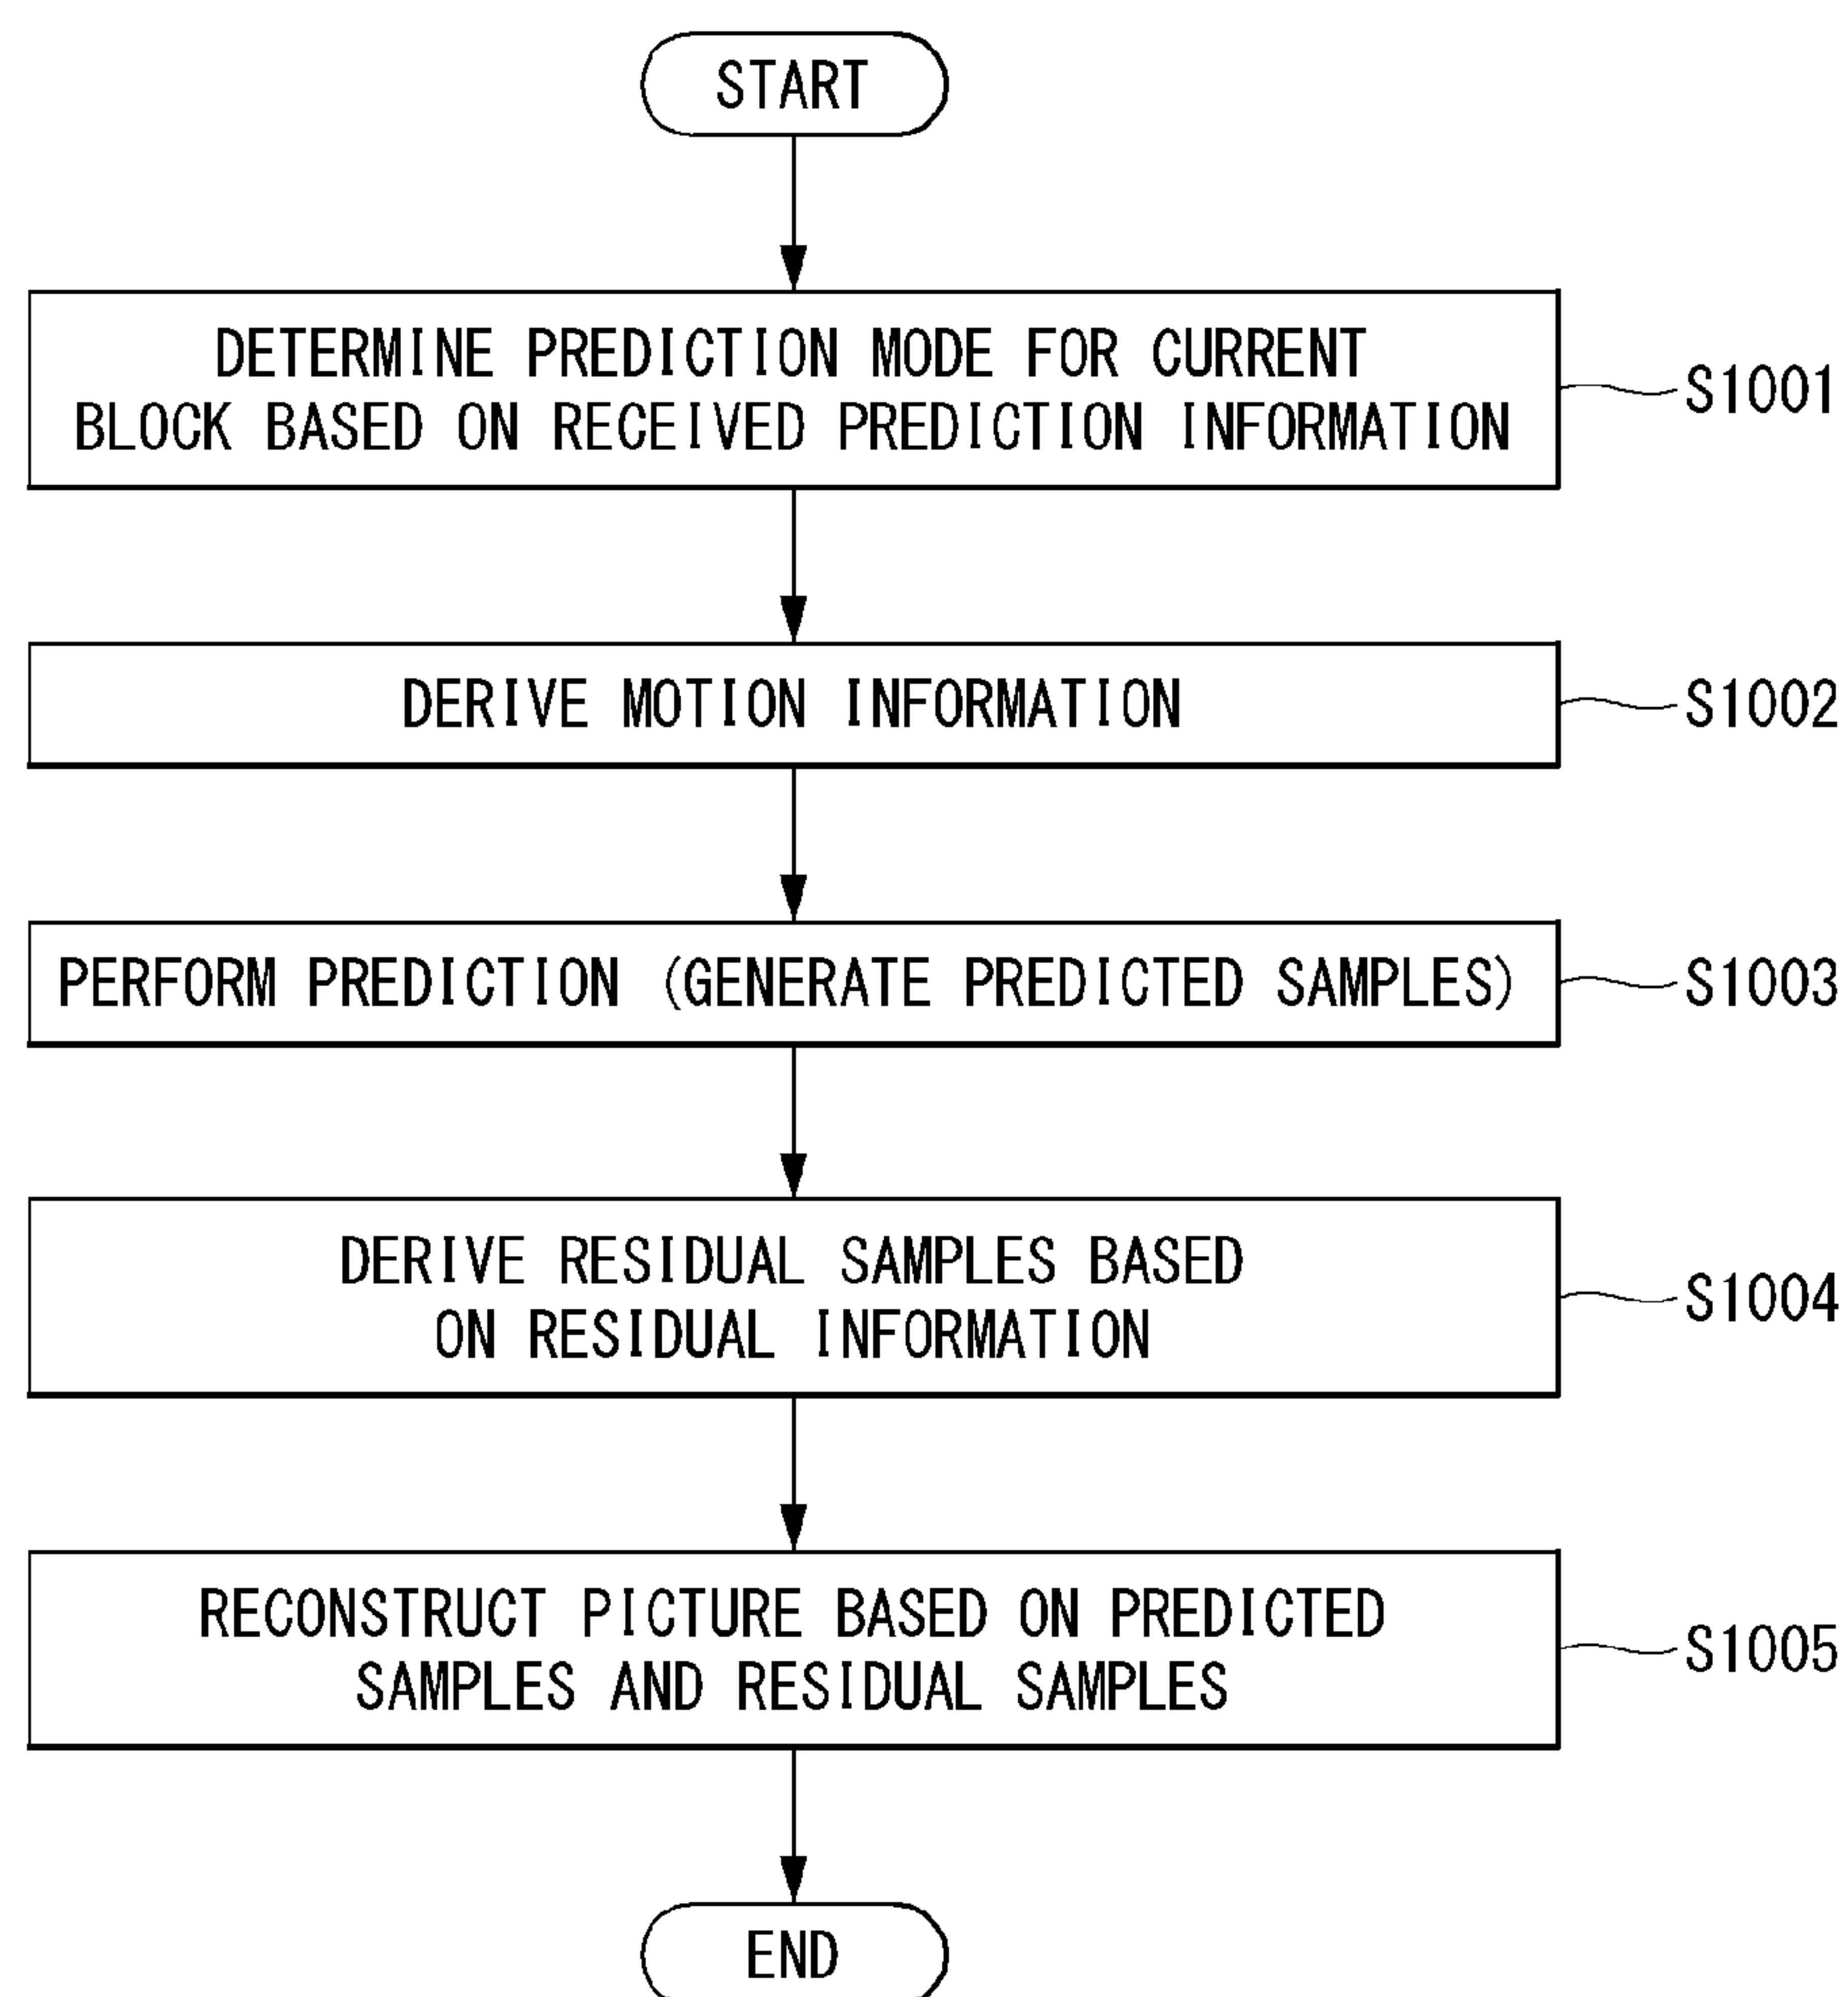 START
DETERMINE PREDICTION MODE FOR CURRENT
BLOCK BASED ON RECEIVED PREDICTION INFORMATION
S1001
DERIVE MOTION INFORMATION
S1002
PERFORM PREDICTION (GENERATE PREDICTED SAMPLES)
S1003
DERIVE RESIDUAL SAMPLES BASED
ON RESIDUAL INFORMATION
S1004
RECONSTRUCT PICTURE BASED ON PREDICTED
SAMPLES AND RESIDUAL SAMPLES
S1005
END